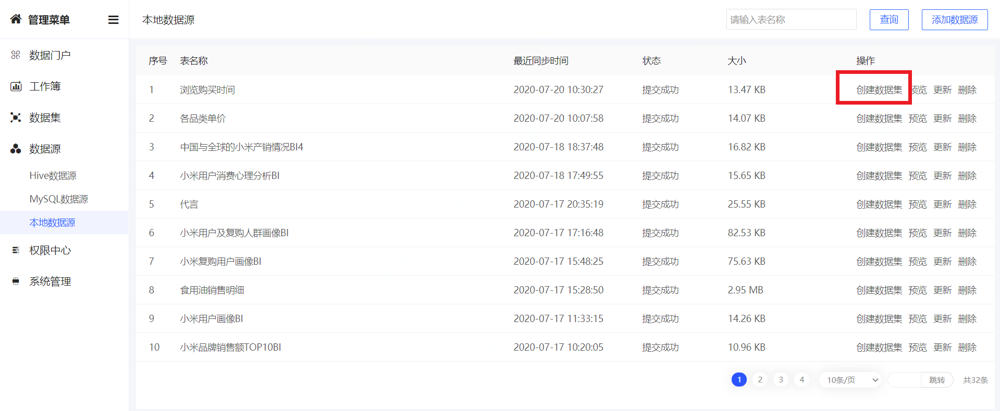 管理菜单
本地数据源
请输入表名称
查询
添加数据源
数据门户
工作簿
数据集
数据源
Hive数据源
MySQL数据源
本地数据源
权限中心
系统管理
序号 表名称 最近同步时间 状态 大小 操作
1 浏览购买时间 2020-07-20 10:30:27 提交成功 13.47 KB 创建数据集 预览 更新 删除
2 各品类单价 2020-07-20 10:07:58 提交成功 14.07 KB 创建数据集 预览 更新 删除
3 中国与全球的小米产销情况BI4 2020-07-18 18:37:48 提交成功 16.82 KB 创建数据集 预览 更新 删除
4 小米用户消费心理分析BI 2020-07-18 17:49:55 提交成功 15.65 KB 创建数据集 预览 更新 删除
5 代言 2020-07-17 20:35:19 提交成功 25.55 KB 创建数据集 预览 更新 删除
6 小米用户及复购人群画像BI 2020-07-17 17:16:48 提交成功 82.53 KB 创建数据集 预览 更新 删除
7 小米复购用户画像BI 2020-07-17 15:48:25 提交成功 75.63 KB 创建数据集 预览 更新 删除
8 食用油销售明细 2020-07-17 15:28:50 提交成功 2.95 MB 创建数据集 预览 更新 删除
9 小米用户画像BI 2020-07-17 11:33:15 提交成功 14.26 KB 创建数据集 预览 更新 删除
10 小米品牌销售额TOP10BI 2020-07-17 10:20:05 提交成功 10.96 KB 创建数据集 预览 更新 删除
1 2 3 4 10条/页 跳转 共32条